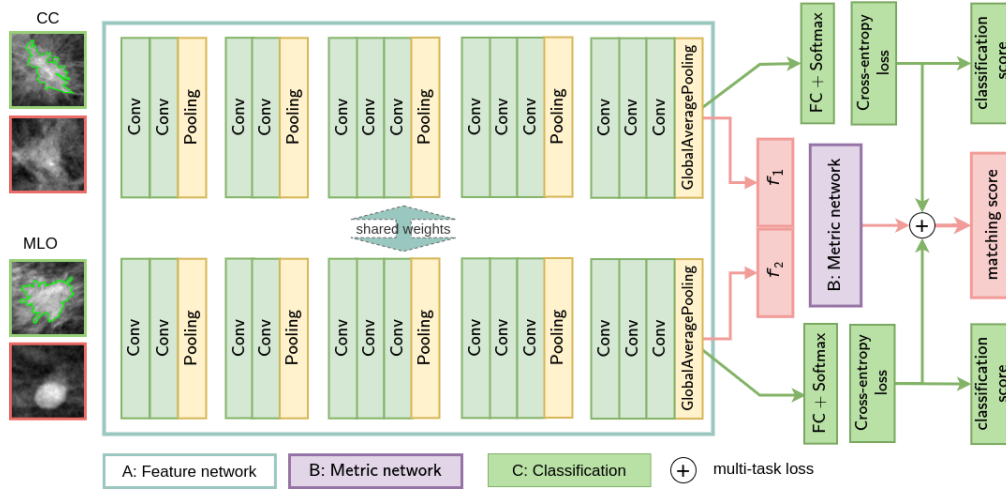 CC
Conv
Conv
Pooling
Conv
Conv
Pooling
Conv
Conv
Conv
Pooling
Conv
Conv
Conv
Pooling
Conv
Conv
Conv
GlobalAveragePooling
FC + Softmax
Cross-entropy
loss
classification
score
shared weights
f1
f2
B: Metric network
+
matching score
MLO
Conv
Conv
Pooling
Conv
Conv
Pooling
Conv
Conv
Conv
Pooling
Conv
Conv
Conv
Pooling
Conv
Conv
Conv
GlobalAveragePooling
FC + Softmax
Cross-entropy
loss
classification
score
A: Feature network
B: Metric network
C: Classification
+
multi-task loss